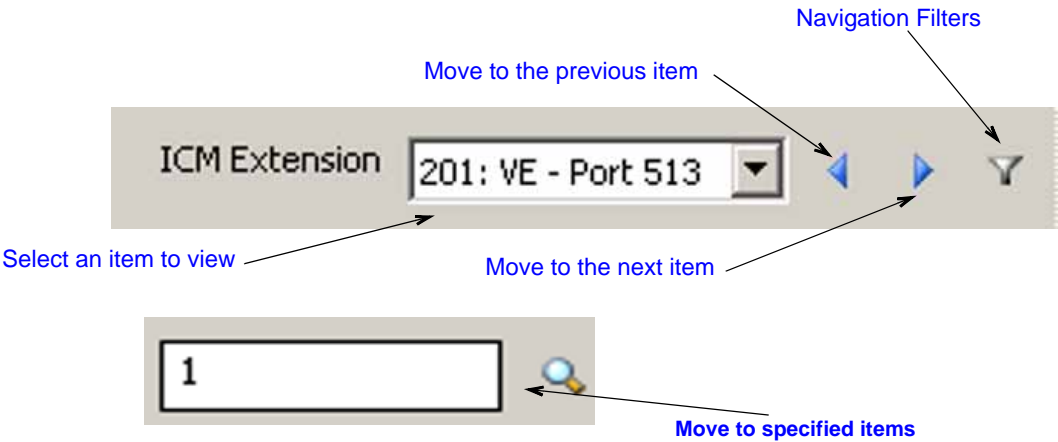 Navigation Filters
Move to the previous item
ICM Extension
201: VE - Port 513
Select an item to view
Move to the next item
1
Move to specified items